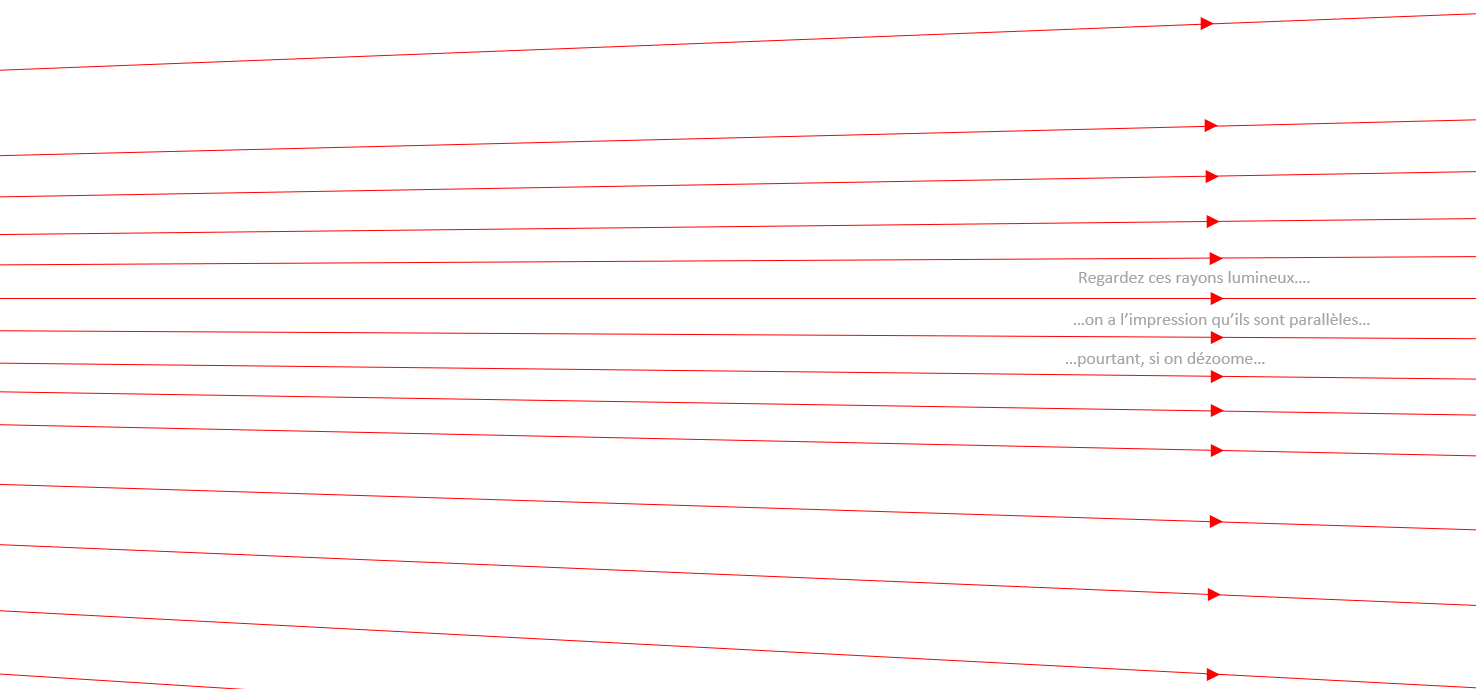 Regardez ces rayons lumineux....
...on a l’impression qu’ils sont parallèles...
...pourtant, si on dézoome...